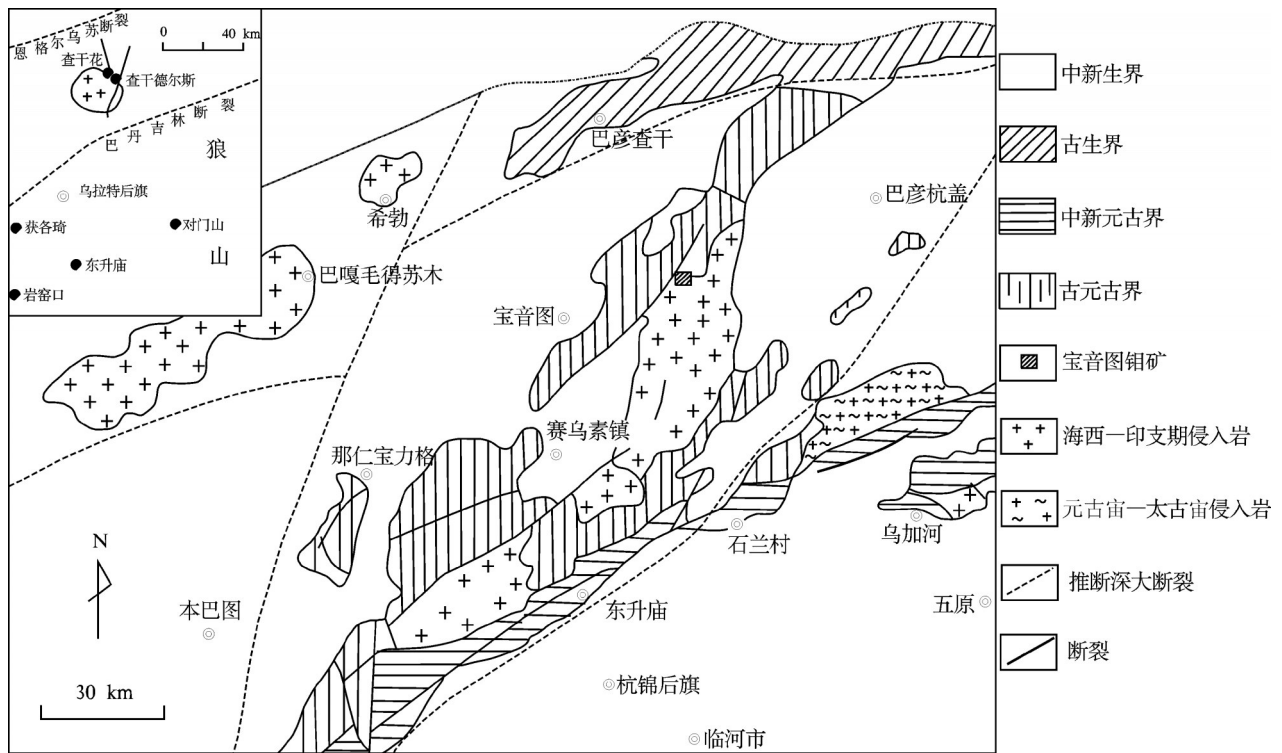 恩格尔乌苏断裂
0 40 km
查干花
查干德尔斯
巴丹吉林断裂
狼
山
乌拉特后旗
获各琦
对门山
东升庙
岩窑口
巴彦查干
希勃
巴彦杭盖
巴嘎毛得苏木
宝音图
赛乌素镇
那仁宝力格
石兰村
乌加河
N
本巴图
东升庙
五原
30 km
杭锦后旗
临河市
中新生界
古生界
中新元古界
古元古界
宝音图钼矿
海西—印支期侵入岩
元古宙—太古宙侵入岩
推断深大断裂
断裂